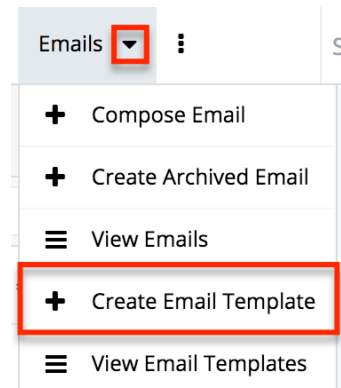 Emails
Compose Email
Create Archived Email
View Emails
Create Email Template
View Email Templates